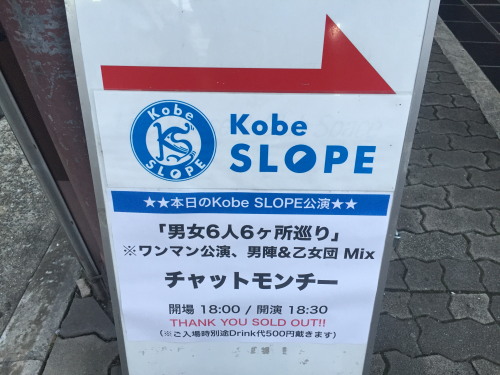 Kobe
SLOPE
Kobe
SLOPE
★★本日のKobe SLOPE公演★★
「男女6人6ヶ所巡り」
※ワンマン公演、男陣&乙女団 Mix
チャットモンチー
開場 18:00 / 開演 18:30
THANK YOU SOLD OUT!!
(※ご入場時別途Drink代500円戴きます)